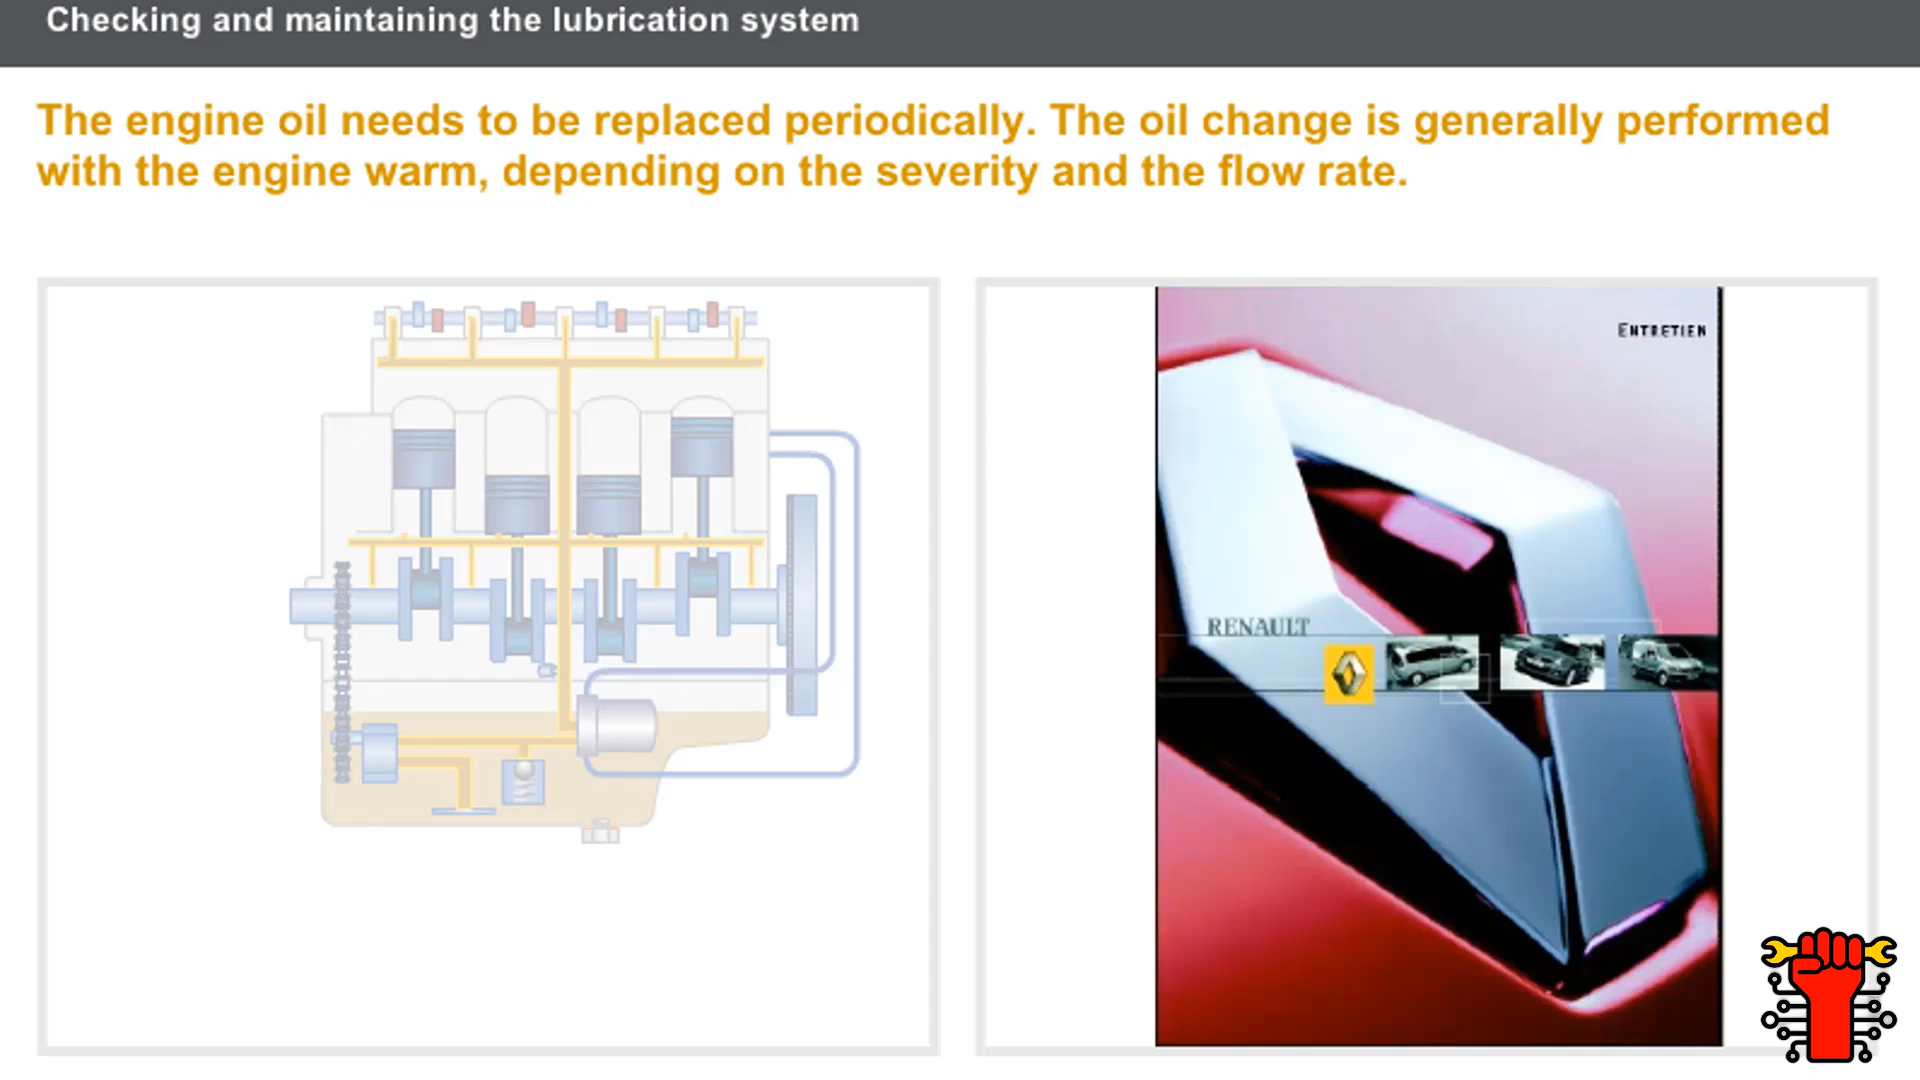 Checking and maintaining the lubrication system
The engine oil needs to be replaced periodically. The oil change is generally performed
with the engine warm, depending on the severity and the flow rate.
ENTRETIEN
RENAULT